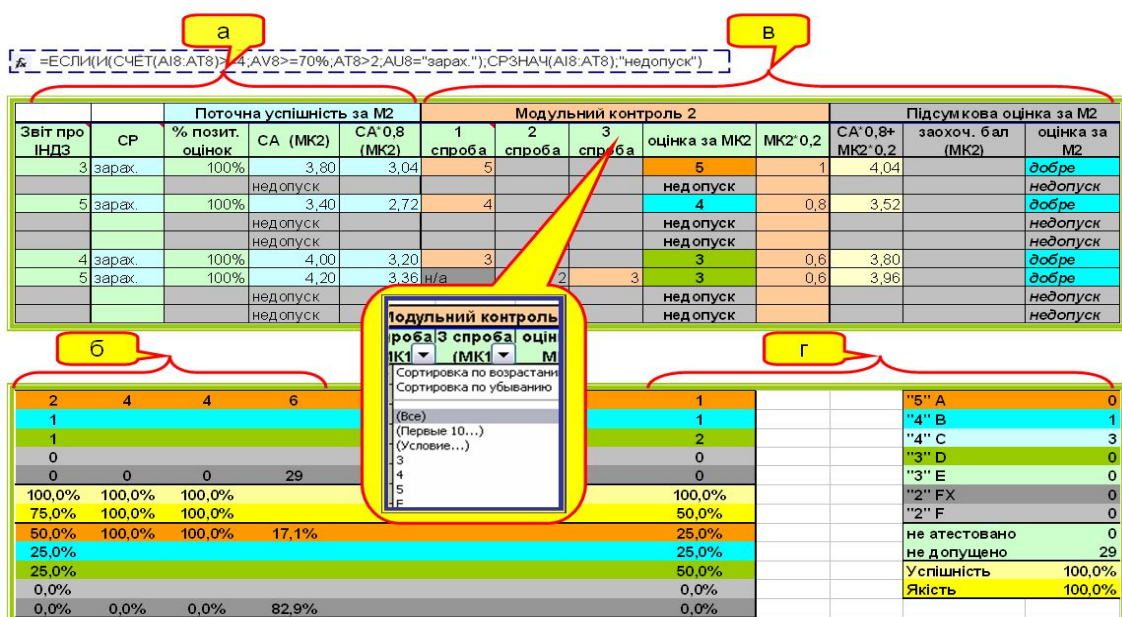 а
в
fx =ЕСЛИ(И(СЧЁТ(AI8:AT8)>=4;AV8>=70%;AT8>2;AU8="зарах.");СРЗНАЧ(AI8:AT8);"недопуск")
Поточна успішність за М2 Модульний контроль 2 Підсумкова оцінка за М2
Звіт про ІНДЗ СР % позит. оцінок СА (МК2) СА*0,8 (МК2) 1 спроба 2 спроба 3 спроба оцінка за МК2 МК2*0,2 СА*0,8+ МК2*0,2 заохоч. бал (МК2) оцінка за М2
3 зарах. 100% 3,80 3,04 5 5 1 4,04 добре
недопуск недопуск недопуск
5 зарах. 100% 3,40 2,72 4 4 0,8 3,52 добре
недопуск недопуск недопуск
недопуск недопуск недопуск
4 зарах. 100% 4,00 3,20 3 3 0,6 3,80 добре
5 зарах. 100% 4,20 3,36 н/а 2 3 3 0,6 3,96 добре
недопуск недопуск недопуск
недопуск недопуск недопуск
Модульний контроль
проба 3 спроба оцін
МК1 (МК1 М
Сортировка по возрастани
Сортировка по убыванию
(Все)
(Первые 10...)
(Условие...)
3
4
5
б
г
2 4 4 6 1 "5" A 0
1 1 "4" B 1
1 2 "4" C 3
0 0 "3" D 0
0 0 0 29 0 "3" E 0
100,0% 100,0% 100,0% 100,0% "2" FX 0
75,0% 100,0% 100,0% 50,0% "2" F 0
50,0% 100,0% 100,0% 17,1% 25,0% не атестовано 0
25,0% 25,0% не допущено 29
25,0% 50,0% Успішність 100,0%
0,0% 0,0% Якість 100,0%
0,0% 0,0% 0,0% 82,9% 0,0%